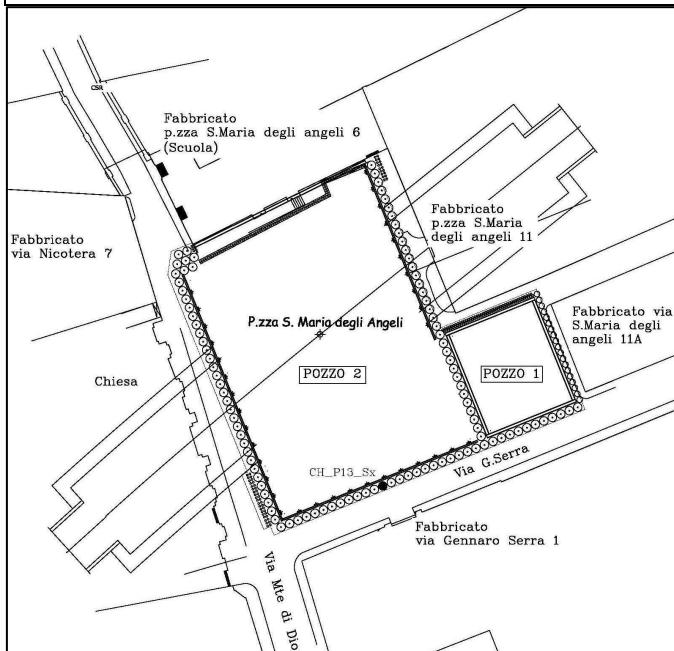 CSR
Fabbricato
p.zza S.Maria degli angeli 6
(Scuola)
Fabbricato
p.zza S.Maria
degli angeli 11
Fabbricato
via Nicotera 7
P.zza S. Maria degli Angeli
Fabbricato via
S.Maria degli
angeli 11A
POZZO 2
POZZO 1
Chiesa
CH_P13_Sx
Via G.Serra
Fabbricato
via Gennaro Serra 1
Via Mte di Dio